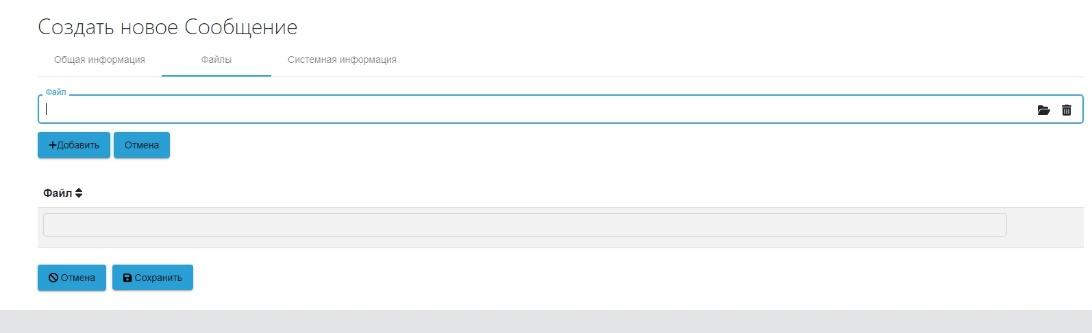 Создать новое Сообщение
Общая информация Файлы Системная информация
Файл
+Добавить Отмена
Файл
Отмена Сохранить